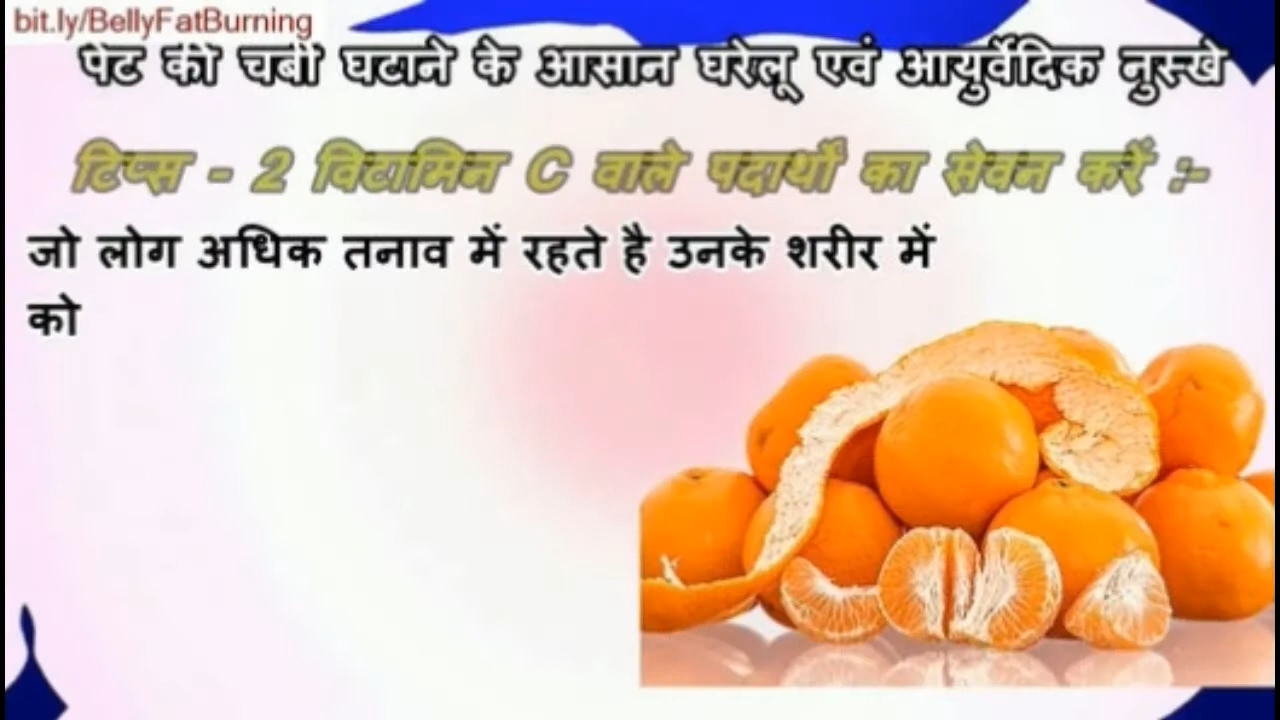 bit.ly/BellyFatBurning
पेट की चर्बी घटाने के आसान घरेलू एवं आयुर्वेदिक नुस्खे
टिप्स - 2 विटामिन C वाले पदार्थों का सेवन करें :-
जो लोग अधिक तनाव में रहते है उनके शरीर में
को